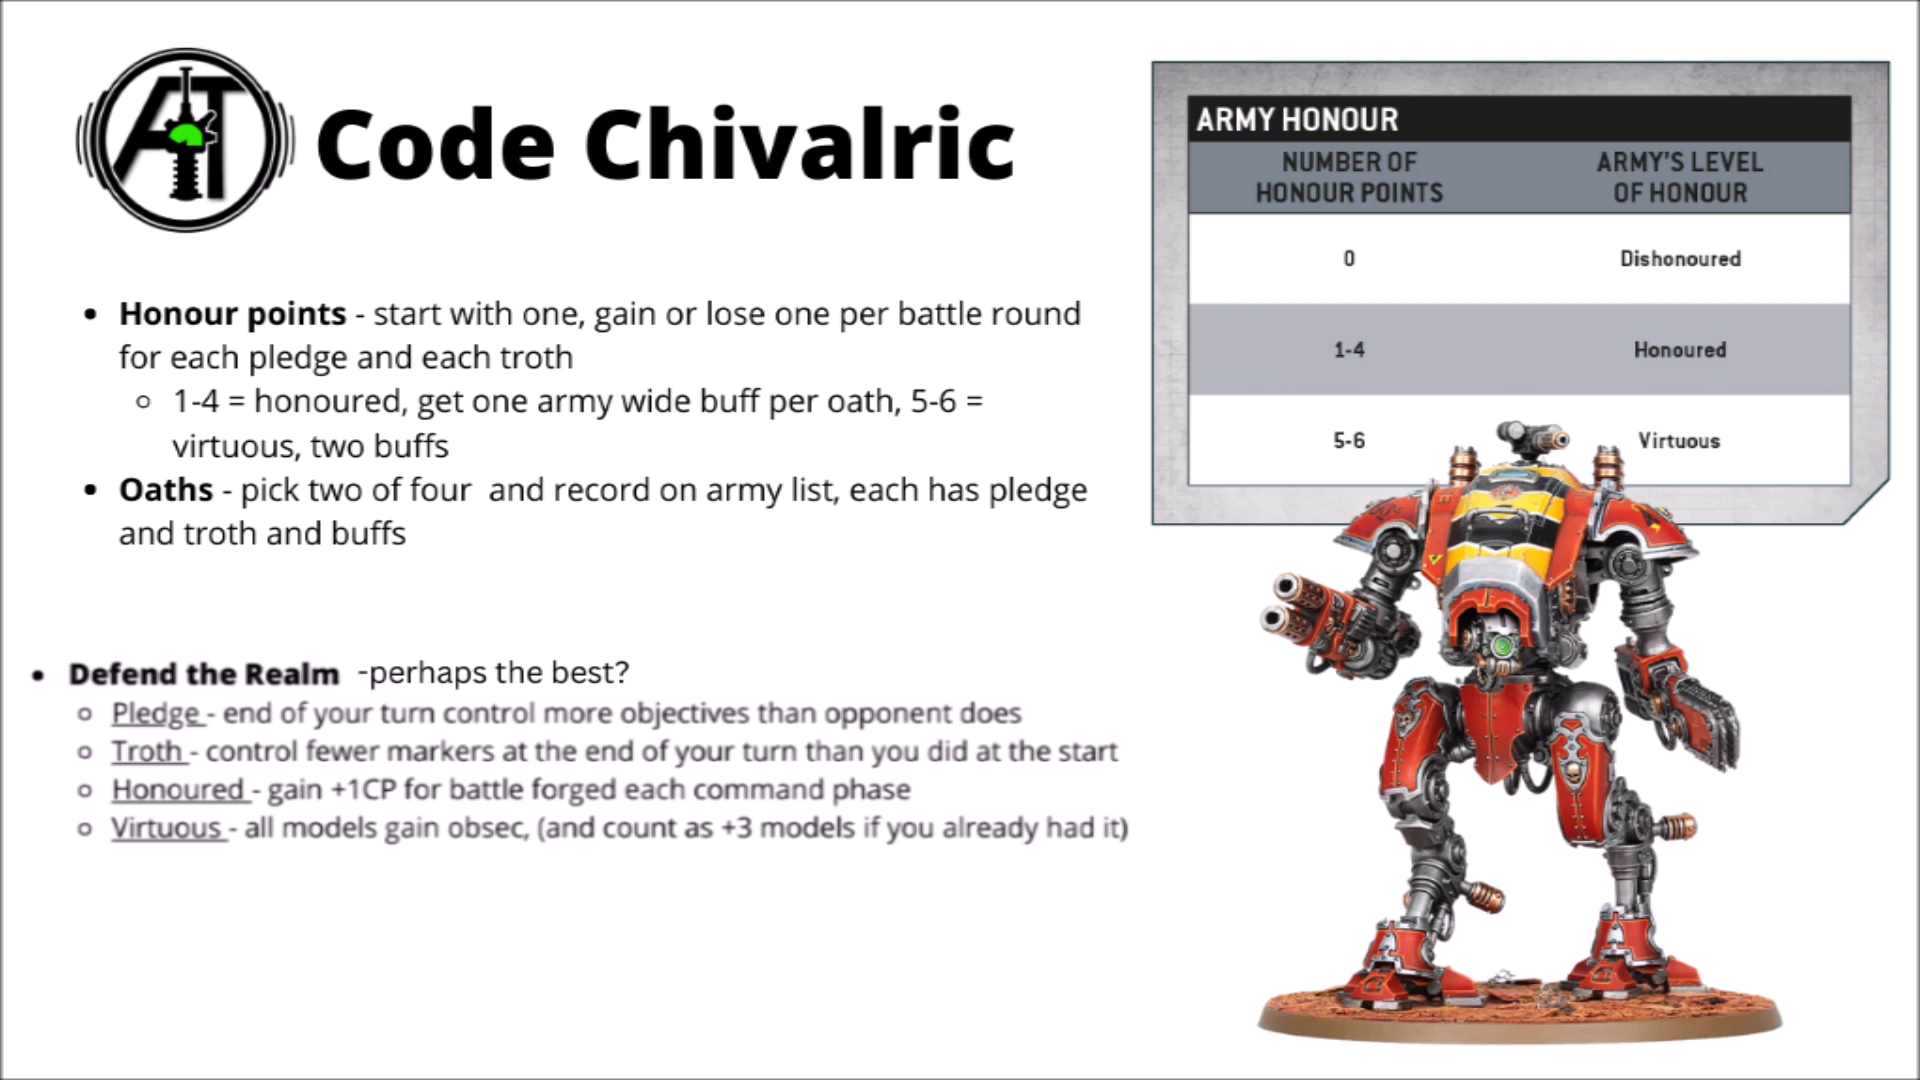 AT
Code Chivalric
• Honour points - start with one, gain or lose one per battle round
for each pledge and each troth
○ 1-4 = honoured, get one army wide buff per oath, 5-6 =
virtuous, two buffs
• Oaths - pick two of four  and record on army list, each has pledge
and troth and buffs
• Defend the Realm  -perhaps the best?
○ Pledge - end of your turn control more objectives than opponent does
○ Troth - control fewer markers at the end of your turn than you did at the start
○ Honoured - gain +1CP for battle forged each command phase
○ Virtuous - all models gain obsec, (and count as +3 models if you already had it)
ARMY HONOUR
NUMBER OF HONOUR POINTS ARMY'S LEVEL OF HONOUR
0 Dishonoured
1-4 Honoured
5-6 Virtuous